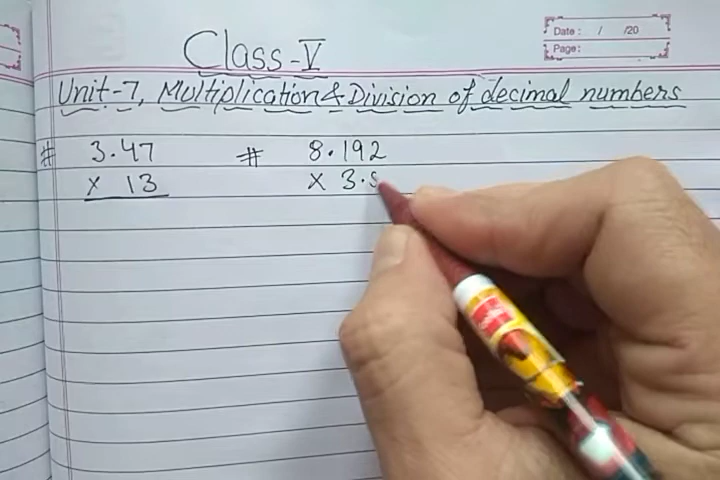 Date: / /20
Page:
Class-V
Unit-7, Multiplication & Division of decimal numbers
# 3.47 # 8.192
x 13 x 3.